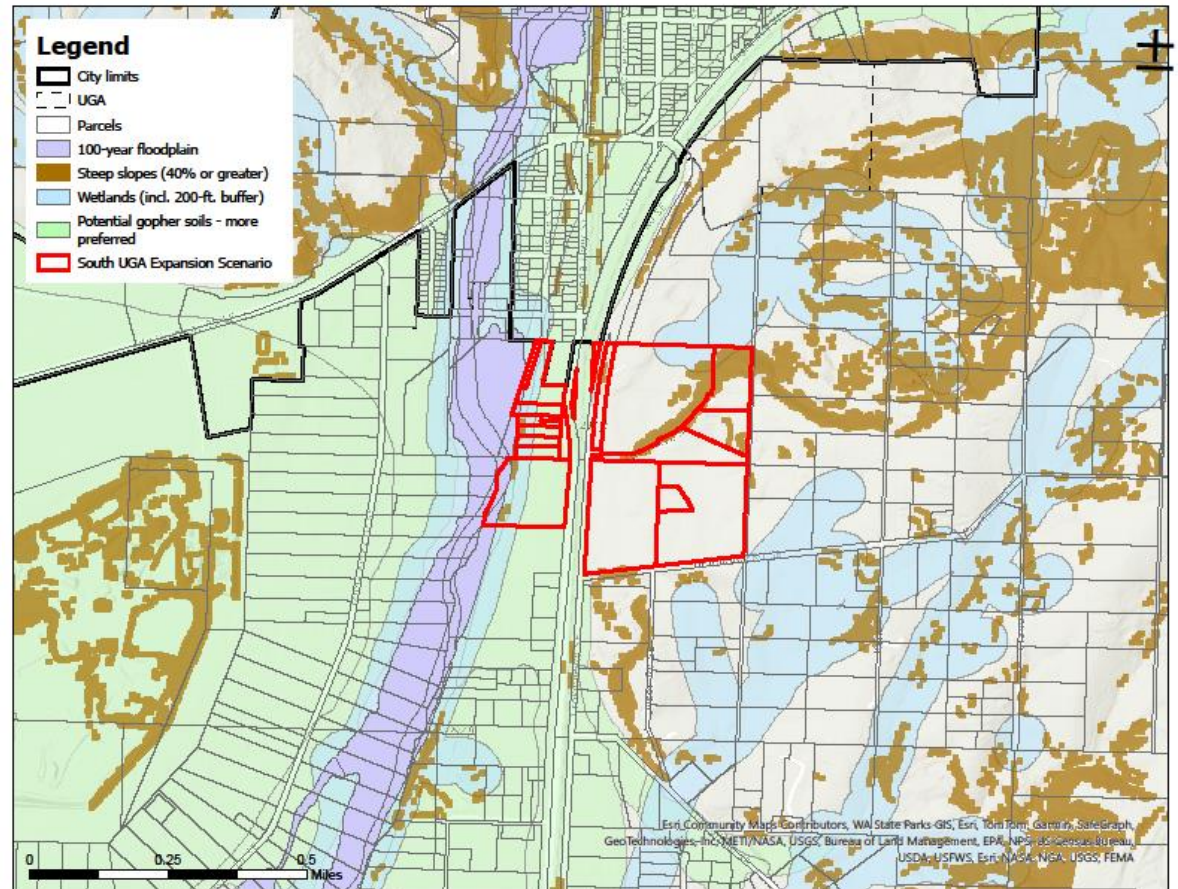 Legend
City limits
UGA
Parcels
100-year floodplain
Steep slopes (40% or greater)
Wetlands (incl. 200-ft. buffer)
Potential gopher soils - more
preferred
South UGA Expansion Scenario
0 0.25 0.5
Miles
Esri Community Maps Contributors, WA State Parks GIS, Esri, TomTom, Garmin, SafeGraph,
GeoTechnologies, Inc, METI/NASA, USGS, Bureau of Land Management, EPA, NPS, US Census Bureau,
USDA, USFWS, Esri, NASA, NGA, USGS, FEMA